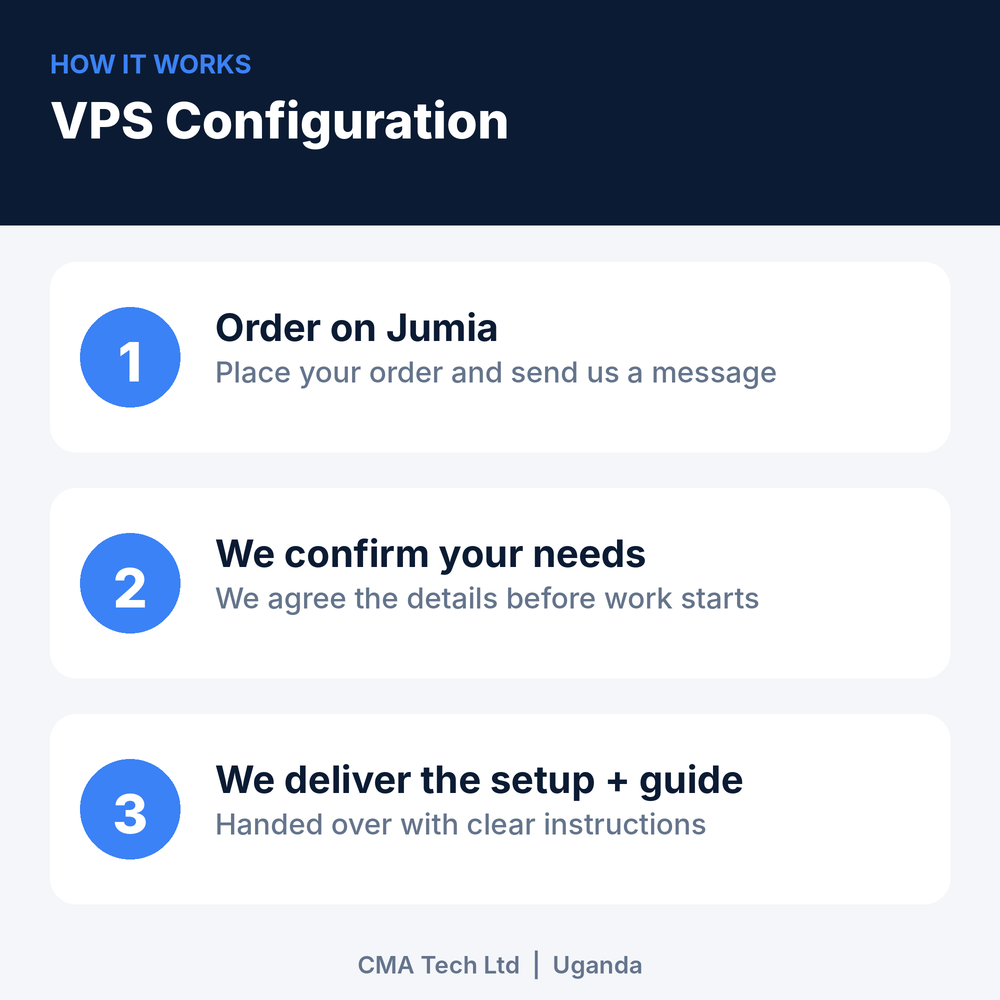 HOW IT WORKS
VPS Configuration
1
Order on Jumia
Place your order and send us a message
2
We confirm your needs
We agree the details before work starts
3
We deliver the setup + guide
Handed over with clear instructions
CMA Tech Ltd | Uganda